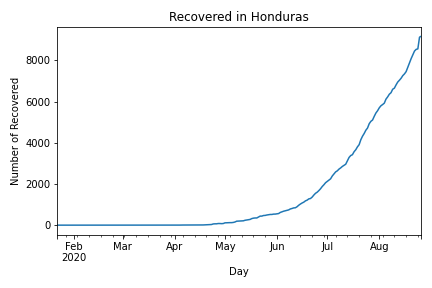 Recovered in Honduras
Number of Recovered
8000
6000
4000
2000
0
Feb
2020
Mar
Apr
May
Jun
Jul
Aug
Day